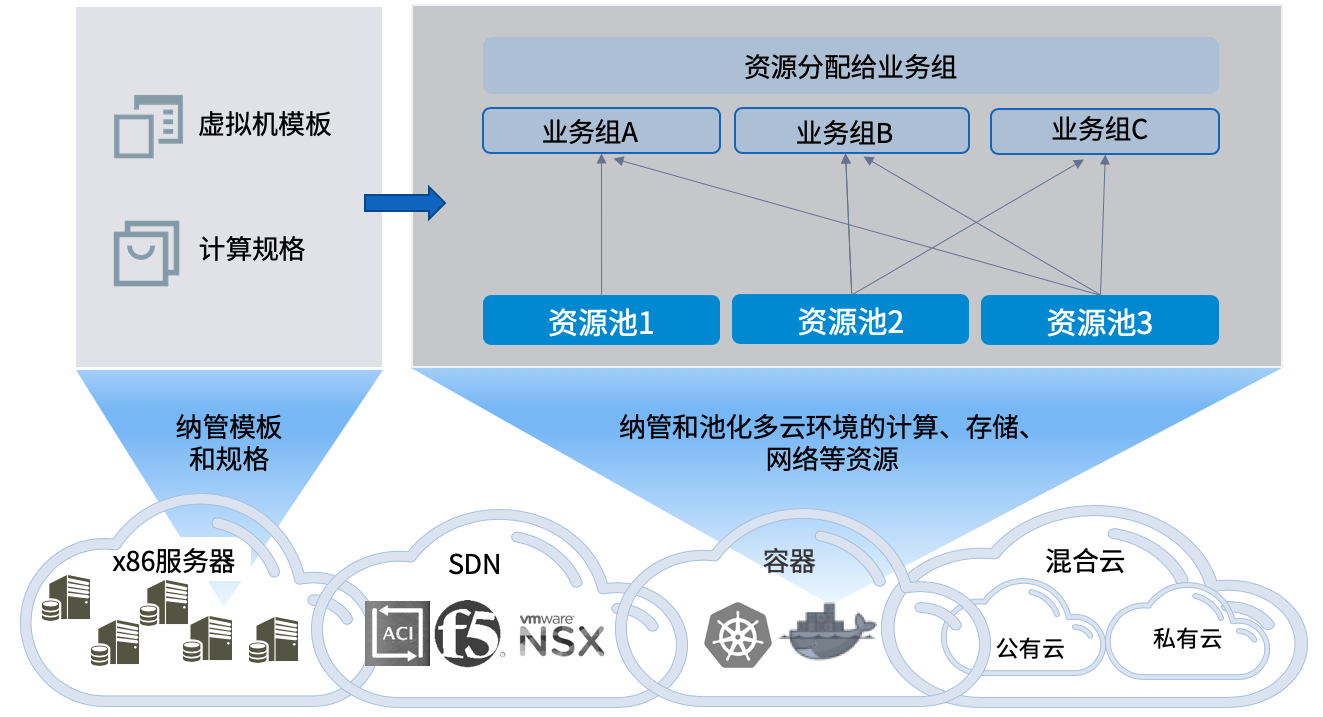 资源分配给业务组
虚拟机模板
业务组A
业务组B
业务组C
计算规格
资源池1
资源池2
资源池3
纳管模板
和规格
纳管和池化多云环境的计算、存储、
网络等资源
x86服务器
SDN
容器
混合云
ACI
f5
vmware
NSX
公有云
私有云